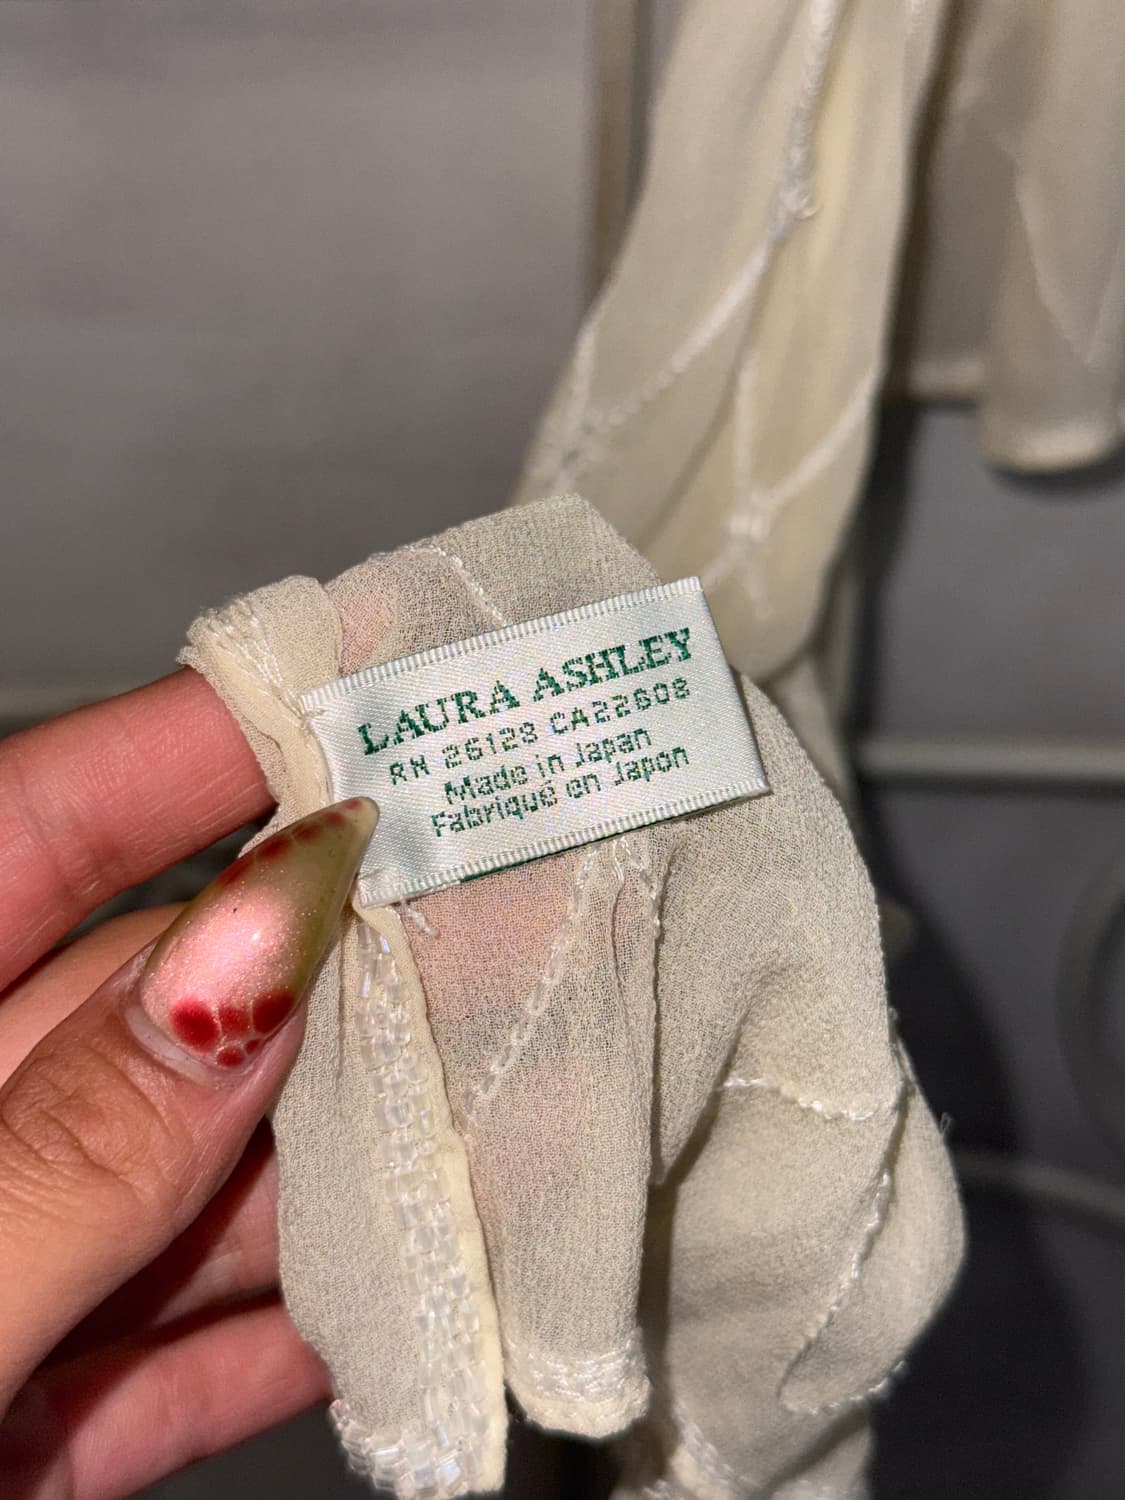 LAURA ASHLEY
RN 26128 CA22608
Made in Japan
Fabriqué en Japon